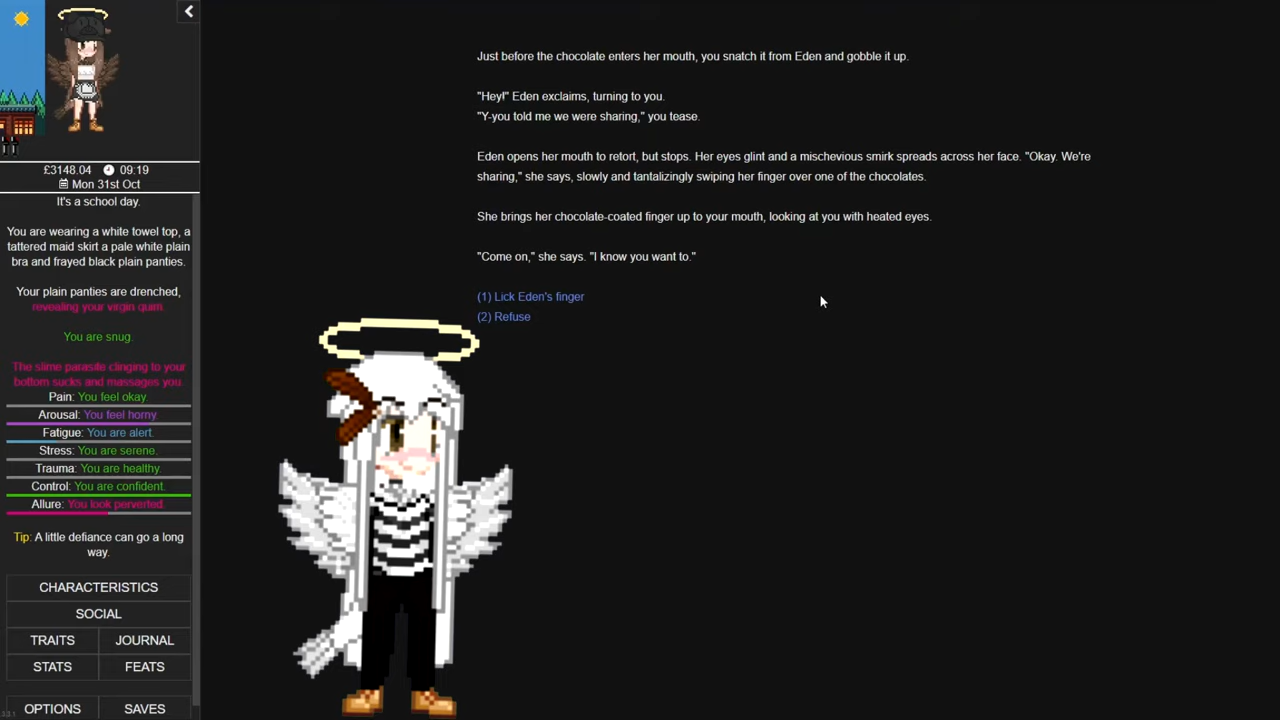 £3148.04 09:19
Mon 31st Oct
It's a school day.
You are wearing a white towel top, a
tattered maid skirt a pale white plain
bra and frayed black plain panties.
Your plain panties are drenched,
revealing your virgin quim.
You are snug.
The slime parasite clinging to your
bottom sucks and massages you.
Pain: You feel okay.
Arousal: You feel horny.
Fatigue: You are alert.
Stress: You are serene.
Trauma: You are healthy.
Control: You are confident.
Allure: You look perverted.
Tip: A little defiance can go a long
way.
CHARACTERISTICS
SOCIAL
TRAITS JOURNAL
STATS FEATS
OPTIONS SAVES
Just before the chocolate enters her mouth, you snatch it from Eden and gobble it up.
"Hey!" Eden exclaims, turning to you.
"Y-you told me we were sharing," you tease.
Eden opens her mouth to retort, but stops. Her eyes glint and a mischevious smirk spreads across her face. "Okay. We're
sharing," she says, slowly and tantalizingly swiping her finger over one of the chocolates.
She brings her chocolate-coated finger up to your mouth, looking at you with heated eyes.
"Come on," she says. "I know you want to."
(1) Lick Eden's finger
(2) Refuse